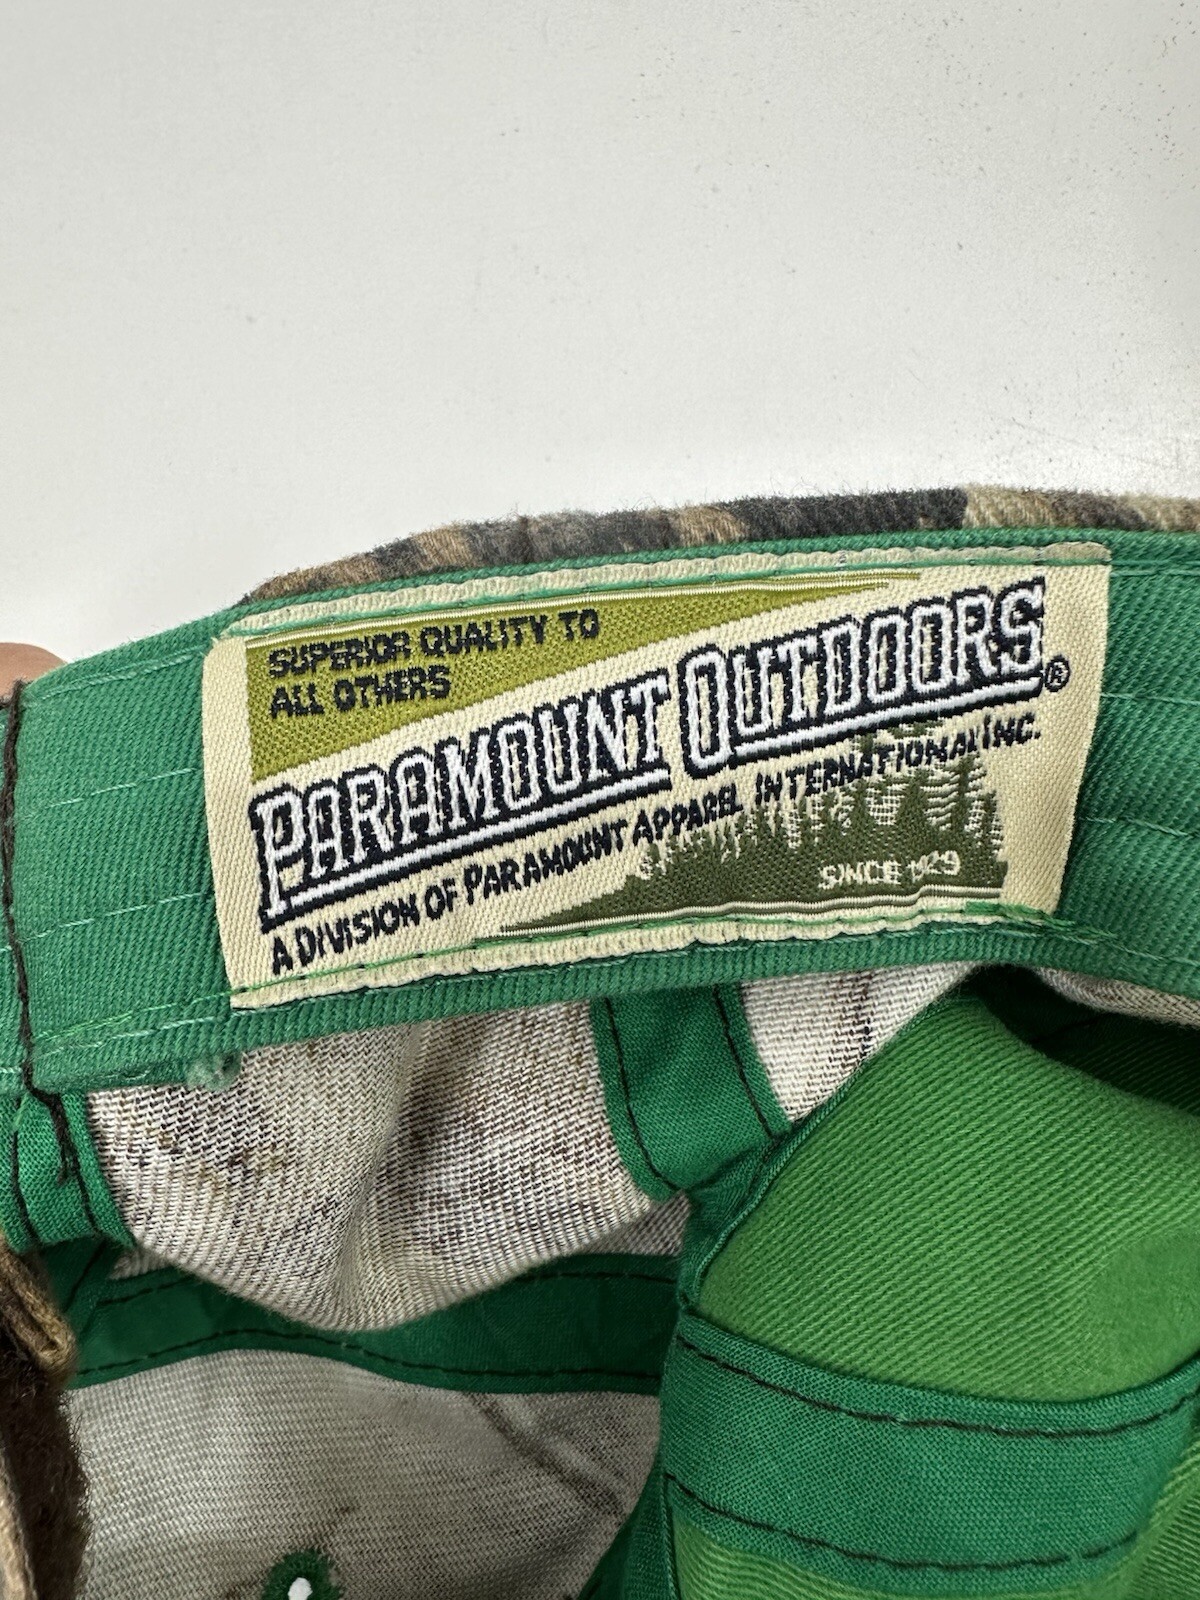 SUPERIOR QUALITY TO
ALL OTHERS
PARAMOUNT OUTDOORS®
A DIVISION OF PARAMOUNT APPAREL INTERNATIONAL INC.
SINCE 1929